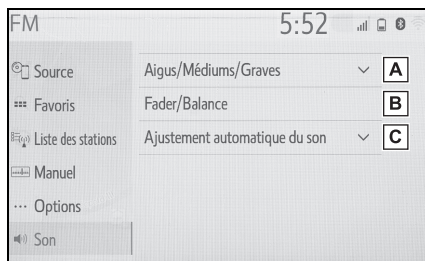 FM
5:52
Source
Favoris
Liste des stations
Manuel
... Options
Son
Aigus/Médiums/Graves
A
Fader/Balance
B
Ajustement automatique du son
C